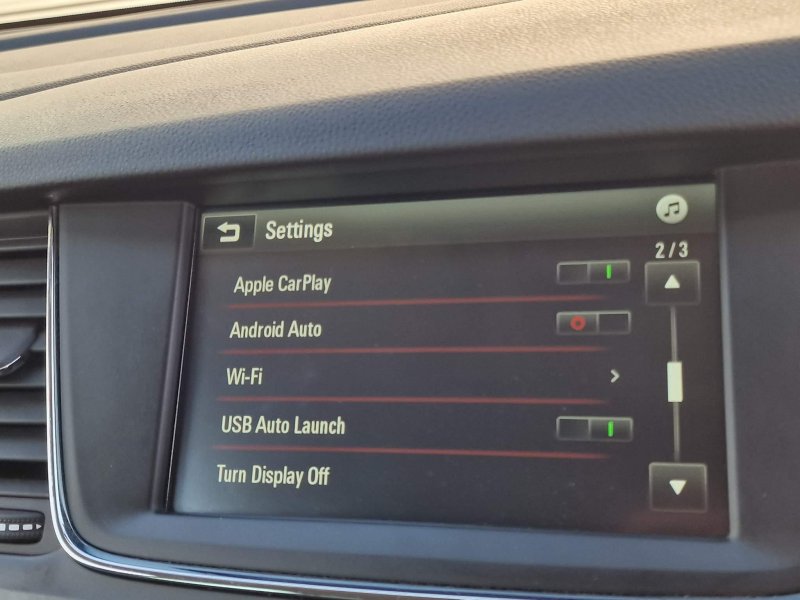 Settings
2/3
Apple CarPlay
Android Auto
Wi-Fi
USB Auto Launch
Turn Display Off